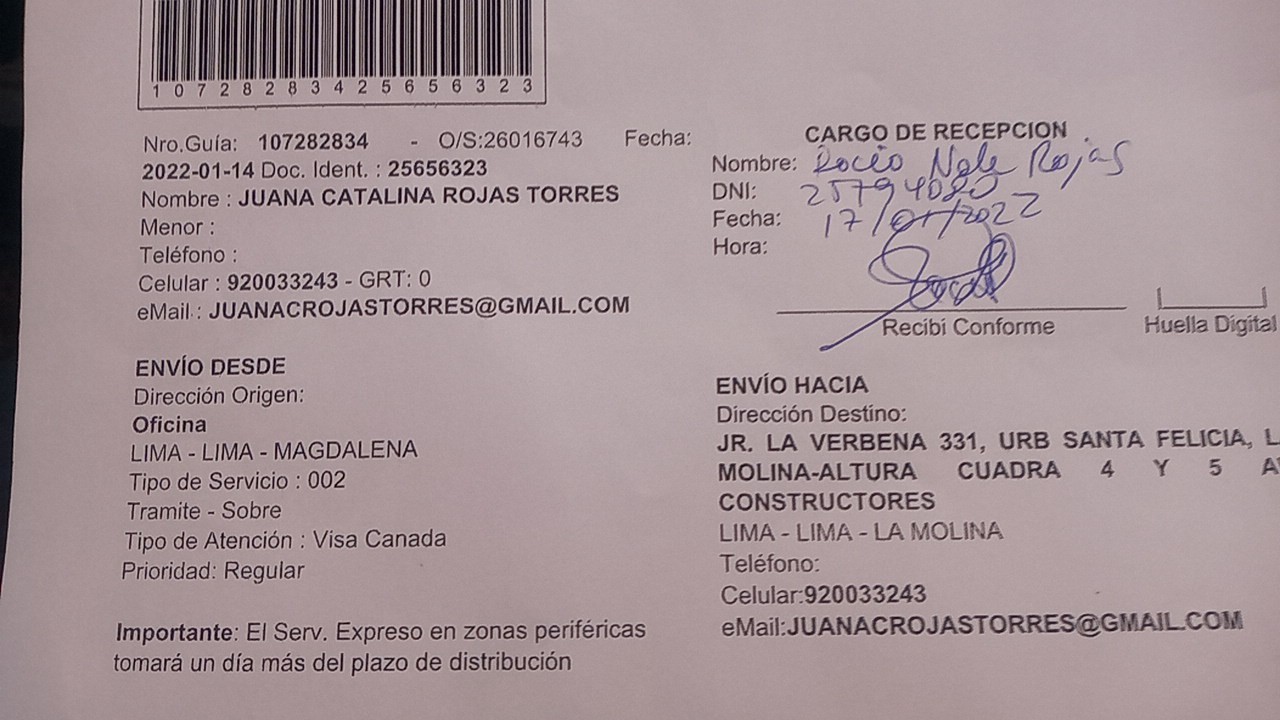 1 0 7 2 8 2 8 3 4 2 5 6 5 6 3 2 3
Nro.Guía: 107282834 - O/S:26016743 Fecha:
2022-01-14 Doc. Ident. : 25656323
Nombre : JUANA CATALINA ROJAS TORRES
Menor :
Teléfono :
Celular : 920033243 - GRT: 0
eMail : JUANACROJASTORRES@GMAIL.COM
CARGO DE RECEPCION
Nombre: Rocío Rojas
DNI: 25794080
Fecha: 17/01/2022
Hora:
Recibi Conforme
Huella Digital
ENVÍO DESDE
Dirección Origen:
Oficina
LIMA - LIMA - MAGDALENA
Tipo de Servicio : 002
Tramite - Sobre
Tipo de Atención : Visa Canada
Prioridad: Regular
Importante: El Serv. Expreso en zonas periféricas
tomará un día más del plazo de distribución
ENVÍO HACIA
Dirección Destino:
JR. LA VERBENA 331, URB SANTA FELICIA, L
MOLINA-ALTURA CUADRA 4 Y 5 AV
CONSTRUCTORES
LIMA - LIMA - LA MOLINA
Teléfono:
Celular:920033243
eMail:JUANACROJASTORRES@GMAIL.COM